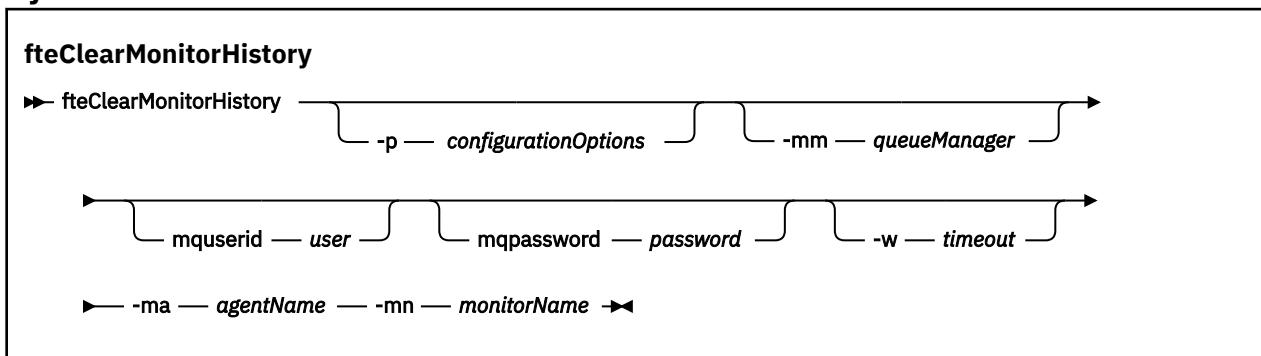 fteClearMonitorHistory
fteClearMonitorHistory
-p configurationOptions -mm queueManager
mquserid user mqpassword password -w timeout
-ma agentName -mn monitorName